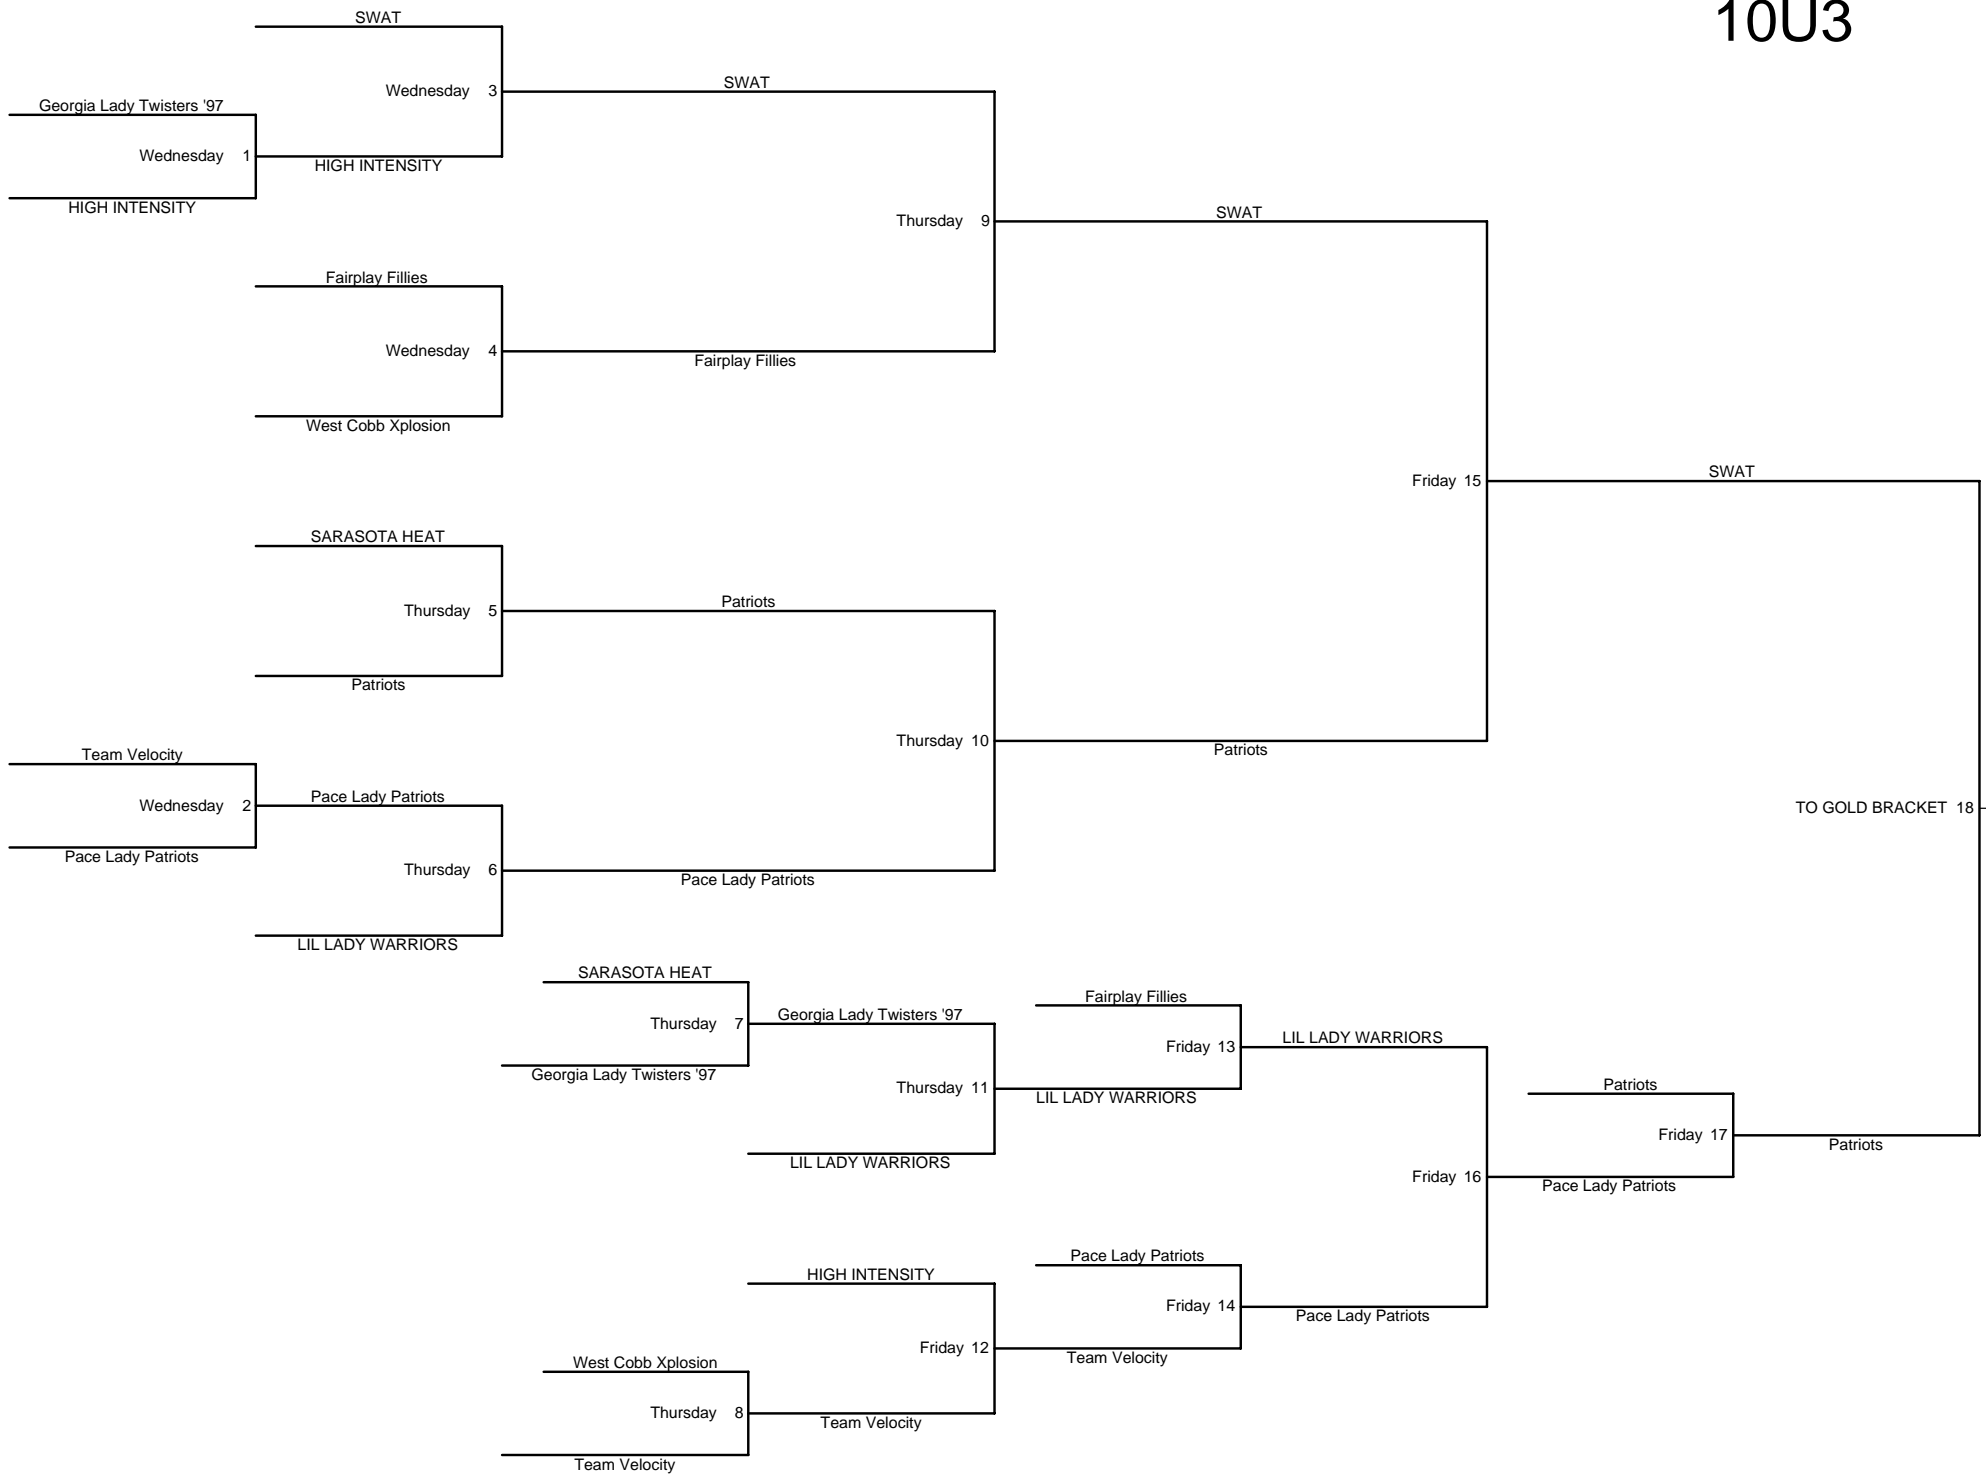 10U3
SWAT
Wednesday 3
SWAT
Georgia Lady Twisters '97
Wednesday 1
HIGH INTENSITY
HIGH INTENSITY
Thursday 9
SWAT
Fairplay Fillies
Wednesday 4
Fairplay Fillies
West Cobb Xplosion
Friday 15
SWAT
SARASOTA HEAT
Thursday 5
Patriots
Patriots
Thursday 10
Patriots
Team Velocity
Wednesday 2
Pace Lady Patriots
Pace Lady Patriots
Thursday 6
Pace Lady Patriots
LIL LADY WARRIORS
TO GOLD BRACKET 18
SARASOTA HEAT
Thursday 7
Georgia Lady Twisters '97
Georgia Lady Twisters '97
Thursday 11
LIL LADY WARRIORS
Fairplay Fillies
Friday 13
LIL LADY WARRIORS
LIL LADY WARRIORS
Patriots
Friday 17
Patriots
Friday 16
Pace Lady Patriots
Pace Lady Patriots
Friday 14
Pace Lady Patriots
HIGH INTENSITY
Friday 12
Team Velocity
West Cobb Xplosion
Thursday 8
Team Velocity
Team Velocity